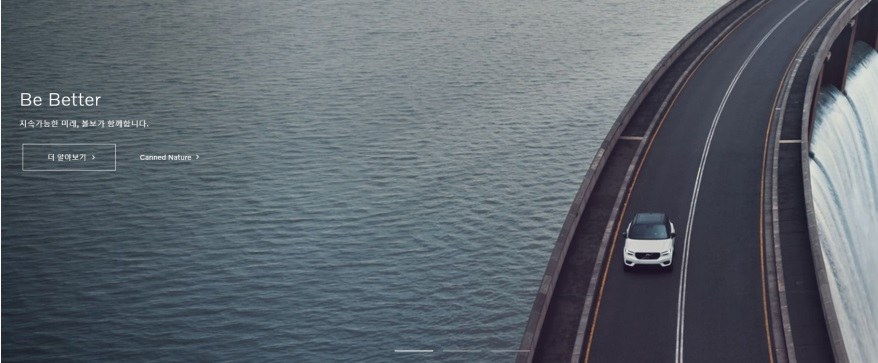 Be Better
지속가능한 미래, 볼보가 함께합니다.
더 알아보기 >
Canned Nature >